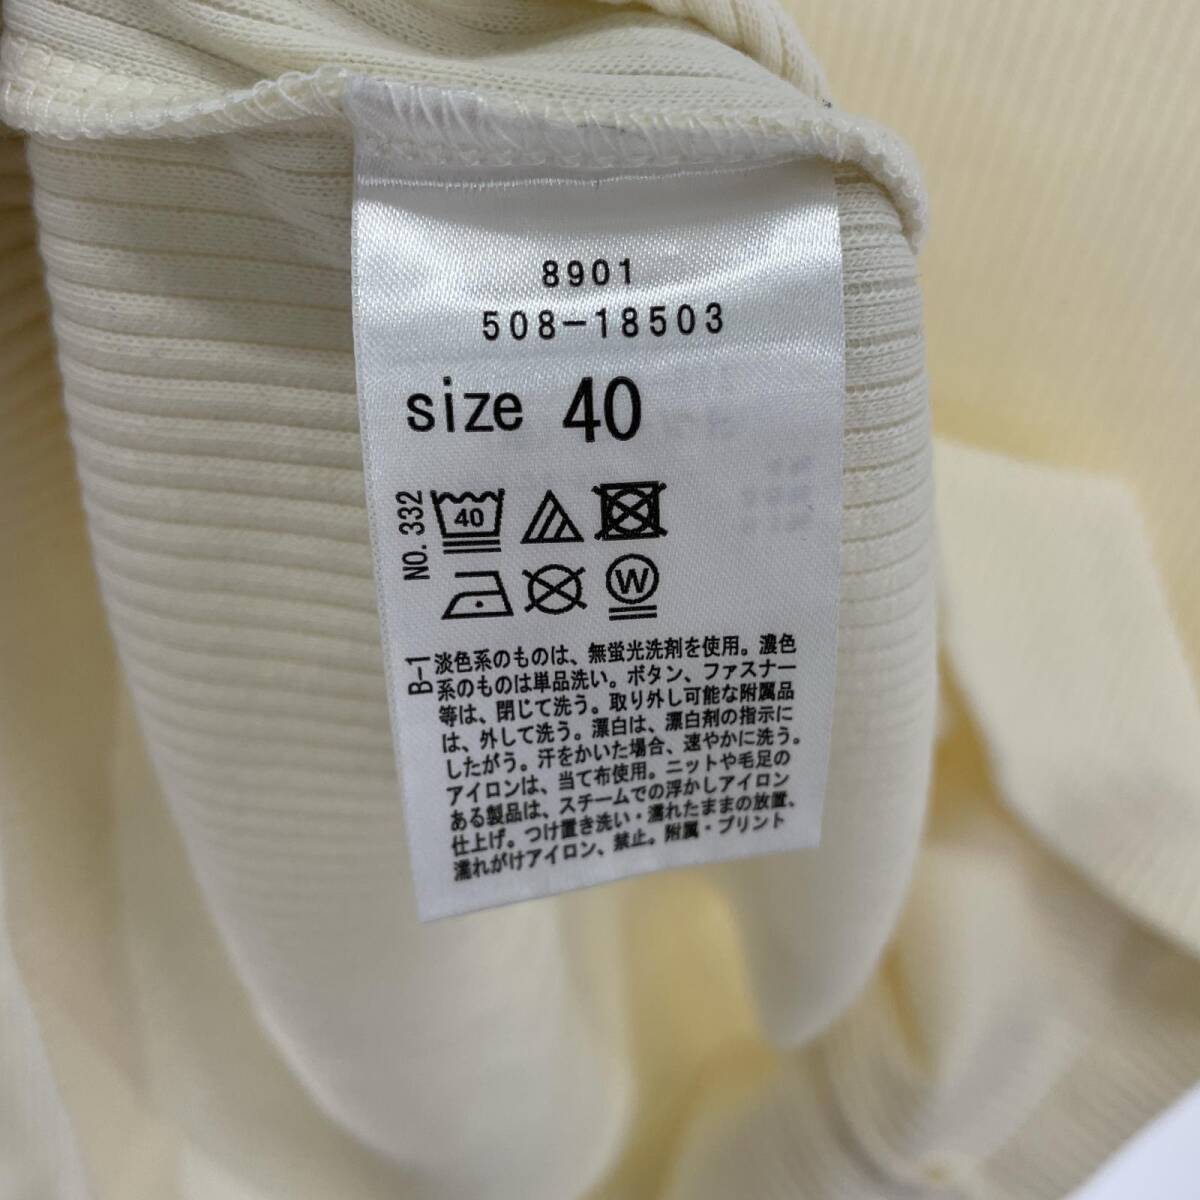 8901
508-18503
size 40
NO. 332
40
W
B-1
淡色系のものは、無蛍光洗剤を使用。濃色
系のものは単品洗い。ボタン、ファスナー
等は、閉じて洗う。取り外し可能な附属品
は、外して洗う。漂白は、漂白剤の指示に
したがう。汗をかいた場合、速やかに洗う。
アイロンは、当て布使用。ニットや毛足の
ある製品は、スチームでの浮かしアイロン
仕上げ。つけ置き洗い・濡れたままの放置、
濡れがけアイロン、禁止。附属・プリント